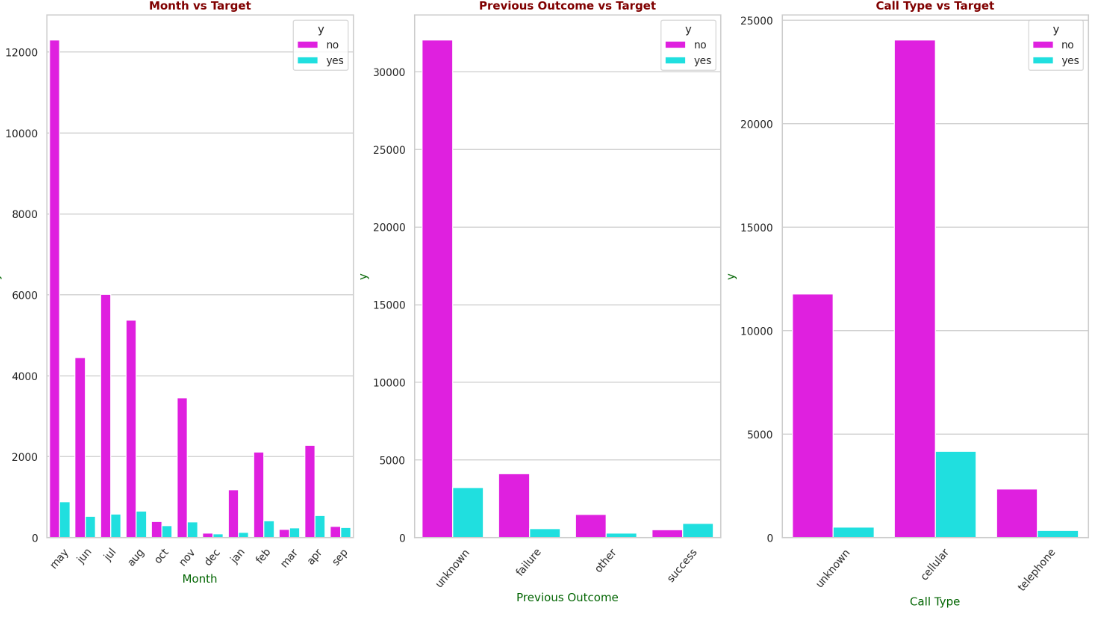 Month vs Target
12000
10000
8000
6000
4000
2000
0
y
no
yes
may
jun
jul
aug
oct
nov
dec
jan
feb
mar
apr
sep
Month
Previous Outcome vs Target
y
30000
25000
20000
15000
10000
5000
0
y
no
yes
unknown
failure
other
success
Previous Outcome
Call Type vs Target
y
25000
20000
15000
10000
5000
0
y
no
yes
unknown
cellular
telephone
Call Type